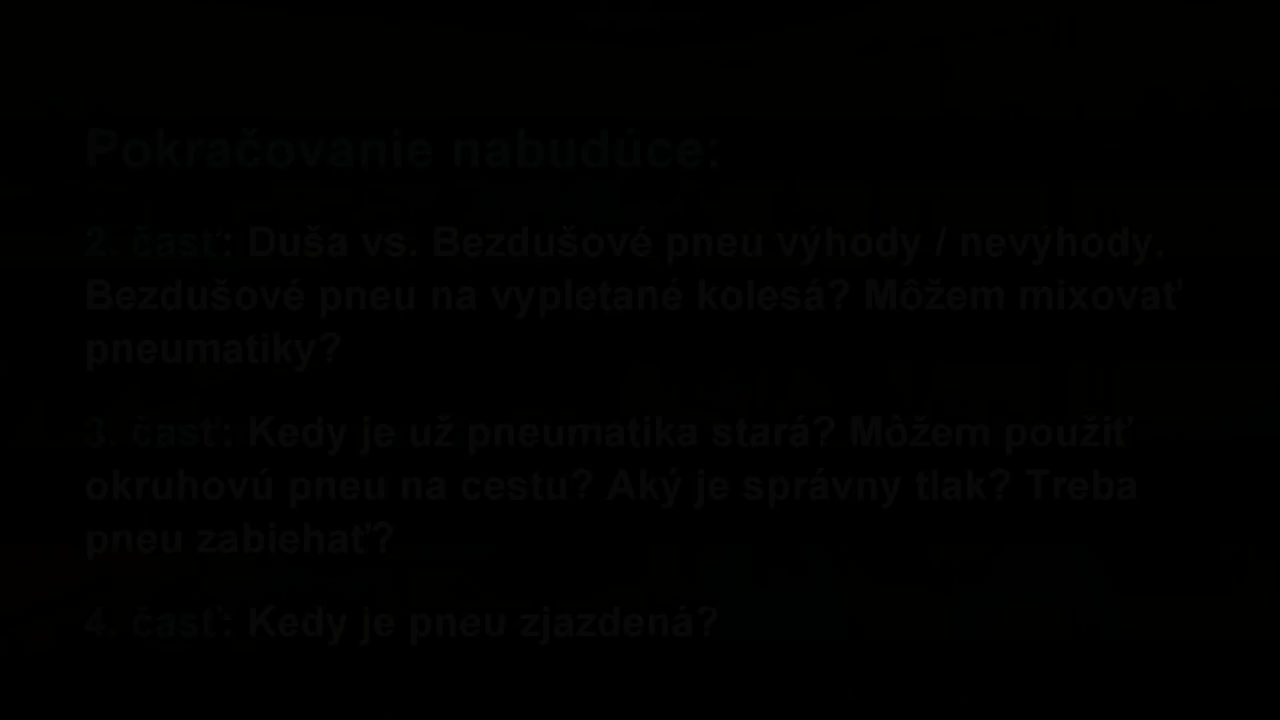 Pokračovanie nabudúce:
2. časť: Duša vs. Bezdušové pneu výhody / nevýhody.
Bezdušové pneu na vypletané kolesá? Môžem mixovať
pneumatiky?
3. časť: Kedy je už pneumatika stará? Môžem použiť
okruhovú pneu na cestu? Aký je správny tlak? Treba
pneu zabiehať?
4. časť: Kedy je pneu zjazdená?